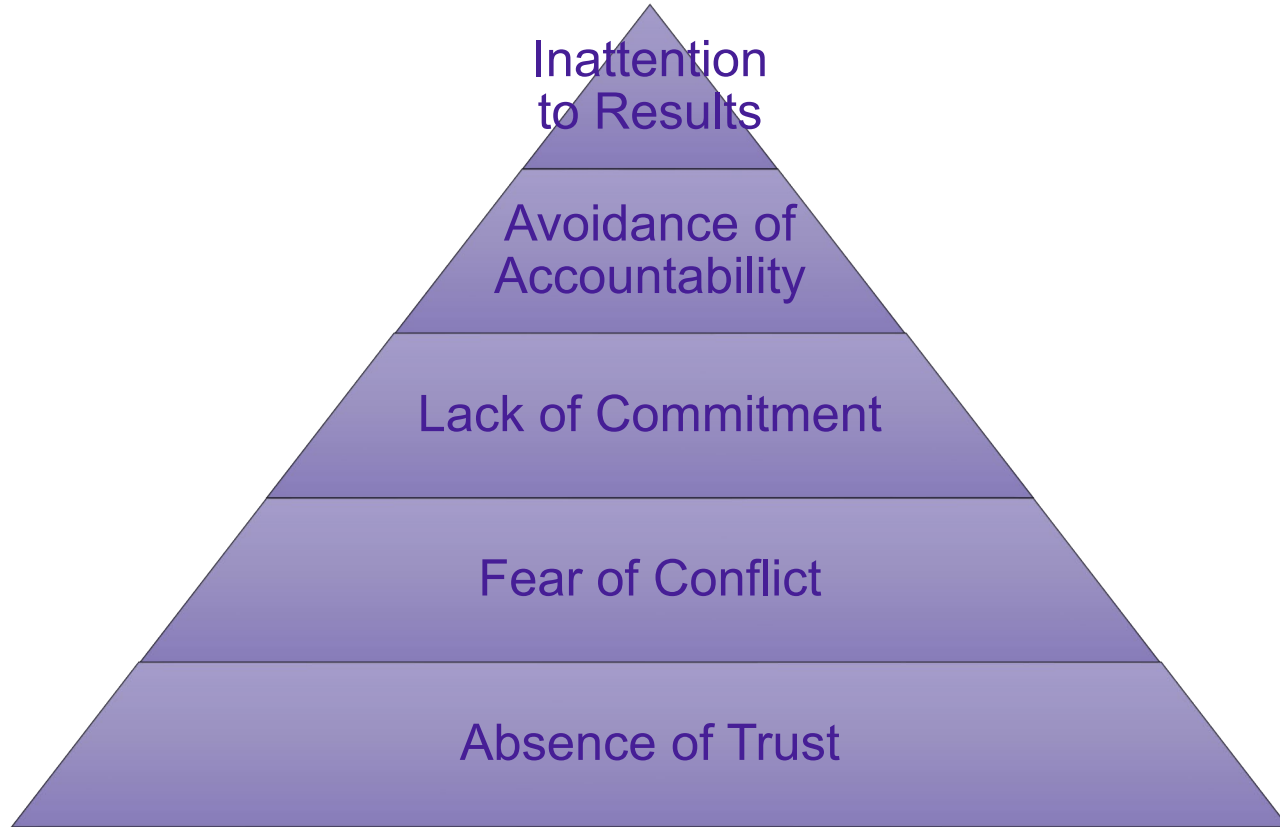 Inattention
to Results
Avoidance of
Accountability
Lack of Commitment
Fear of Conflict
Absence of Trust